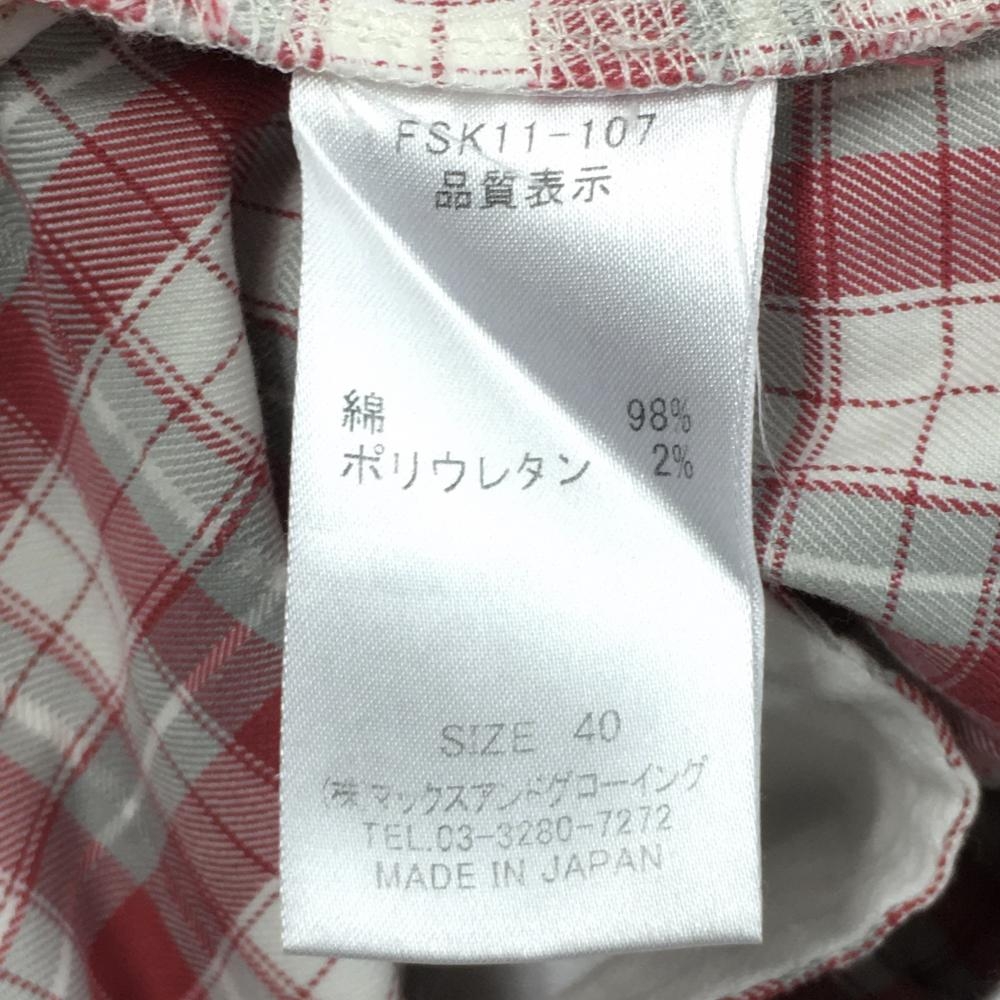 FSK11-107
品質表示
綿 98%
ポリウレタン 2%
SIZE 40
(株)マックスアンドゲコーイング
TEL.03-3280-7272
MADE IN JAPAN